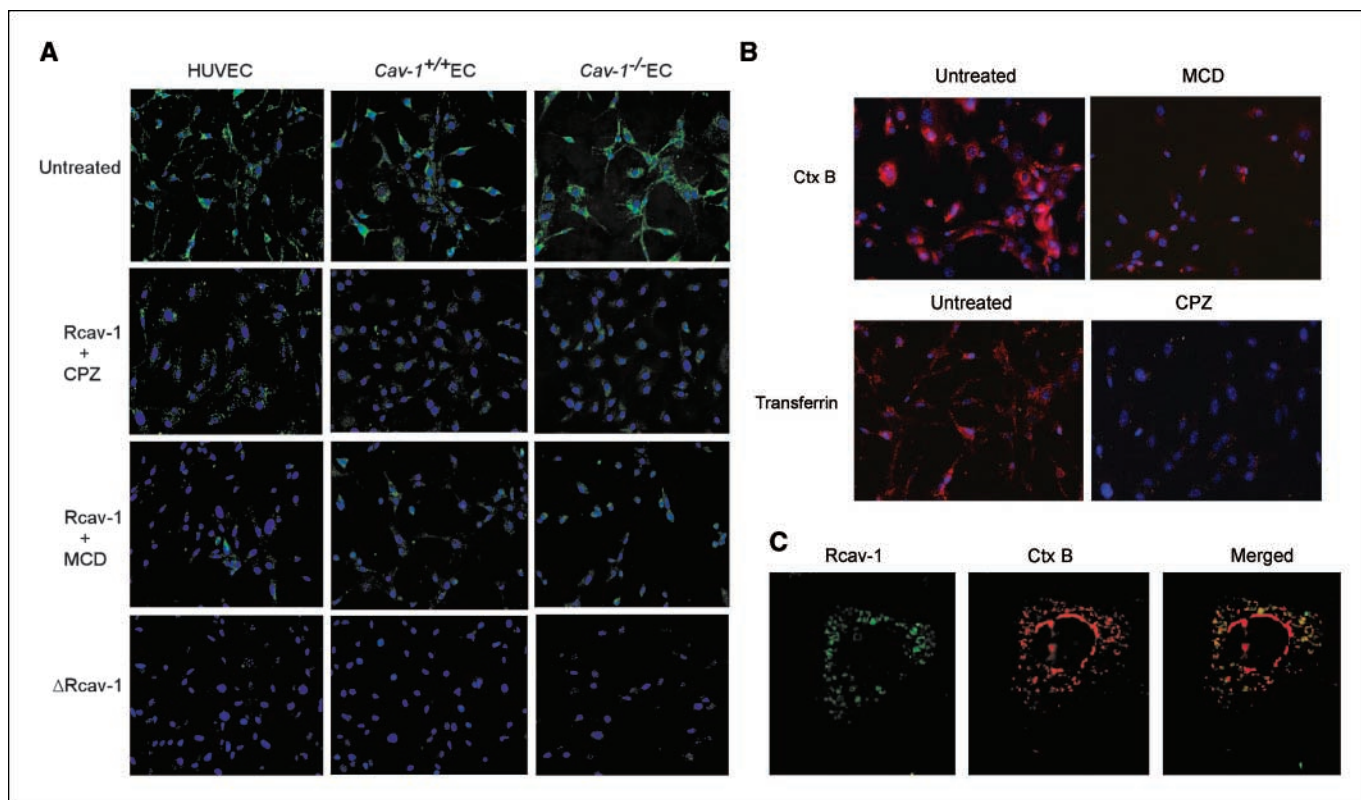 A
HUVEC Cav-1+/+EC Cav-1-/-EC
Untreated
Rcav-1
+
CPZ
Rcav-1
+
MCD
ΔRcav-1
B
Untreated MCD
Ctx B
Untreated CPZ
Transferrin
C
Rcav-1 Ctx B Merged